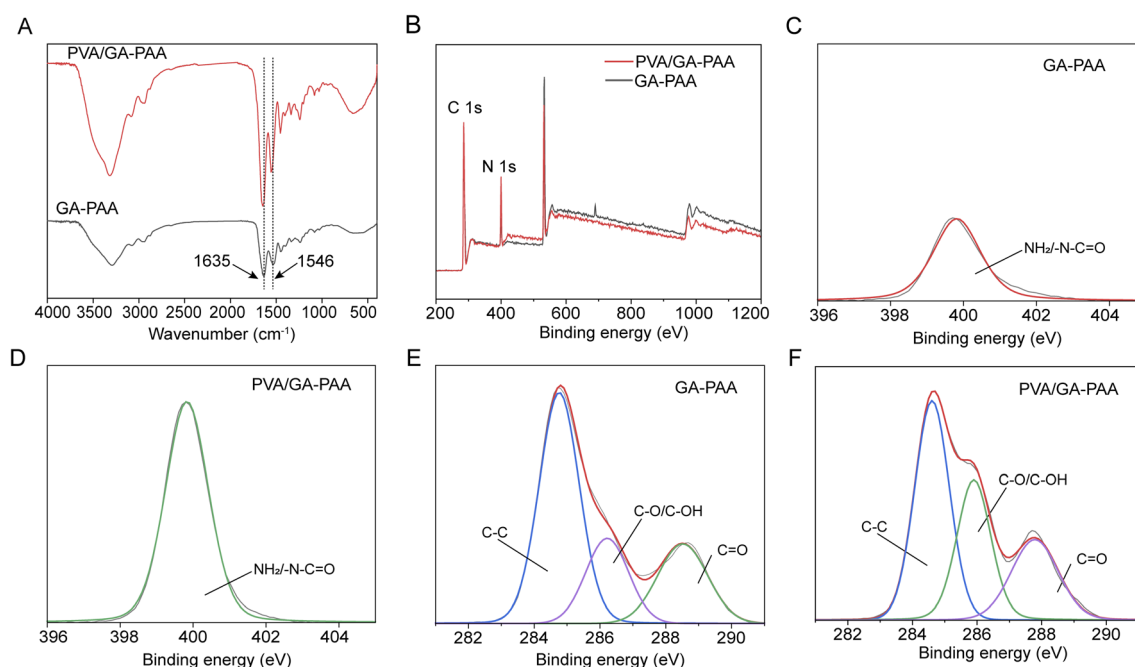 A
PVA/GA-PAA
GA-PAA
1635
1546
4000 3500 3000 2500 2000 1500 1000 500
Wavenumber (cm⁻¹)
B
PVA/GA-PAA
GA-PAA
C 1s
N 1s
200 400 600 800 1000 1200
Binding energy (eV)
C
GA-PAA
NH₂/-N-C=O
396 398 400 402 404
Binding energy (eV)
D
PVA/GA-PAA
NH₂/-N-C=O
396 398 400 402 404
Binding energy (eV)
E
GA-PAA
C-C
C-O/C-OH
C=O
282 284 286 288 290
Binding energy (eV)
F
PVA/GA-PAA
C-C
C-O/C-OH
C=O
282 284 286 288 290
Binding energy (eV)